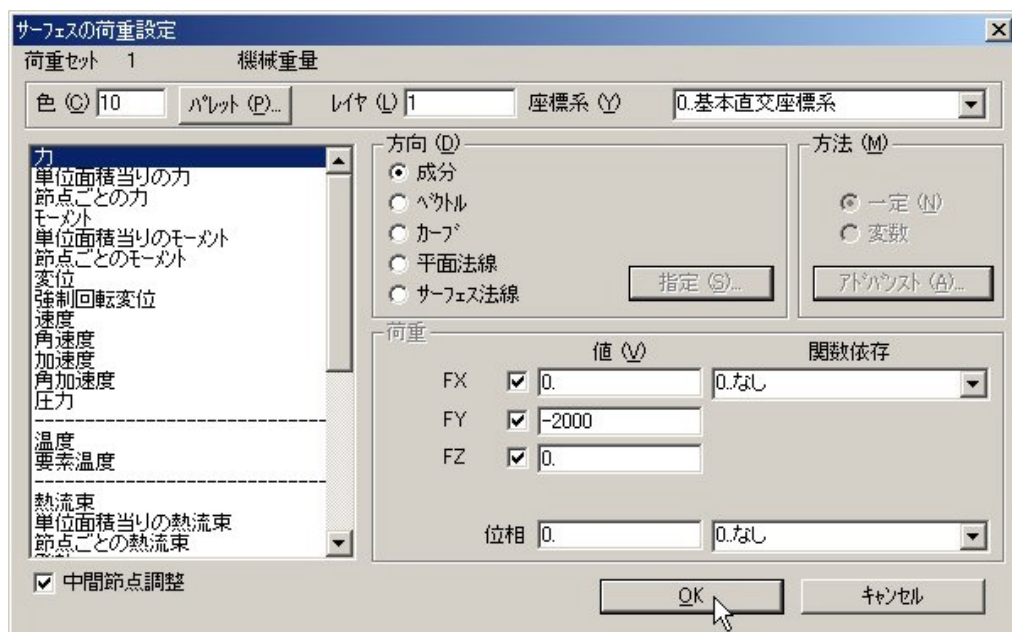 サーフェスの荷重設定
荷重セット 1 機械重量
色 (C) 10 パレット (P)... レイヤ (L) 1 座標系 (Y) 0..基本直交座標系
力
単位面積当りの力
節点ごとの力
モーメント
単位面積当りのモーメント
節点ごとのモーメント
変位
強制回転変位
速度
角速度
加速度
角加速度
圧力
温度
要素温度
熱流束
単位面積当りの熱流束
節点ごとの熱流束
中間節点調整
方向 (D)
成分
ベクトル
カーブ
平面法線
サーフェス法線
指定 (S)...
方法 (M)
一定 (N)
変数
アドバンスト (A)...
荷重
値 (V) 関数依存
FX 0. 0..なし
FY -2000
FZ 0.
位相 0. 0..なし
OK キャンセル